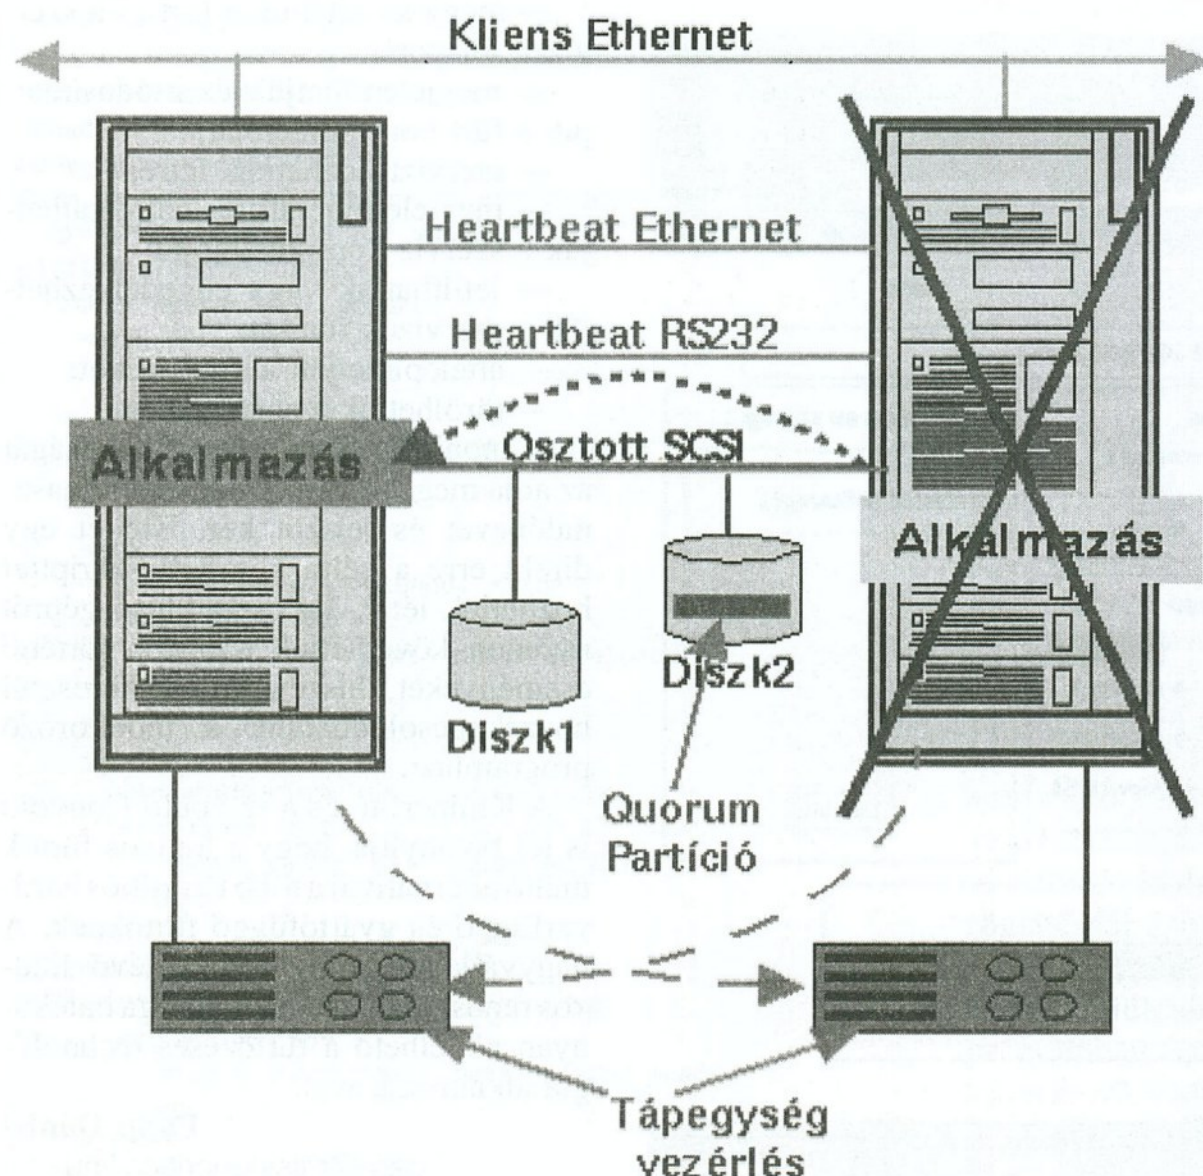 Kliens Ethernet
Heartbeat Ethernet
Heartbeat RS232
Osztott SCSI
Alkalmazás
Alkalmazás
Diszk1
Diszk2
Quorum
Partíció
Tápegység
vezérlés